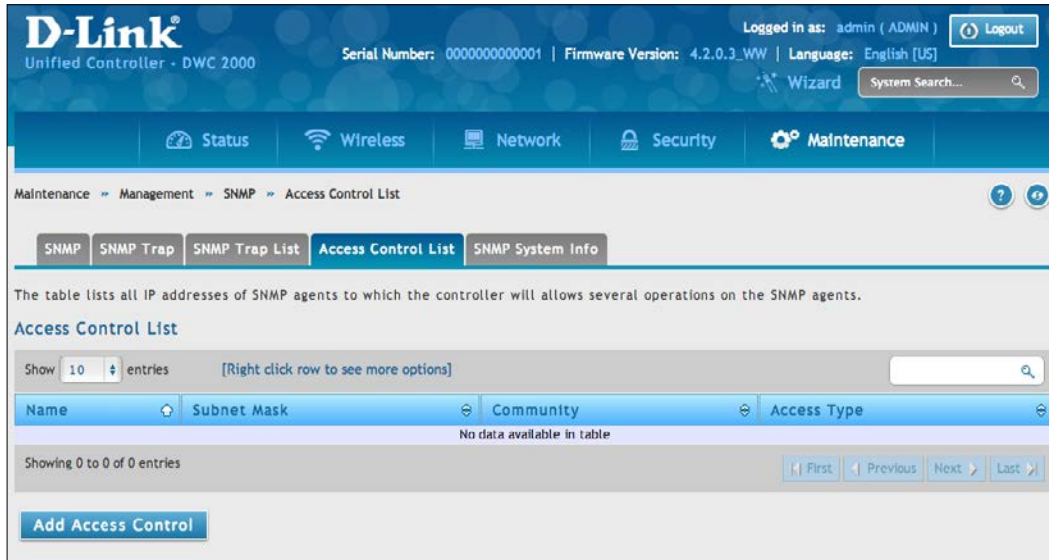 D-Link
Unified Controller - DWC 2000
Logged in as: admin ( ADMIN )
Logout
Serial Number: 0000000000001 | Firmware Version: 4.2.0.3_WW | Language: English [US]
Wizard
System Search...
Status
Wireless
Network
Security
Maintenance
Maintenance » Management » SNMP » Access Control List
SNMP
SNMP Trap
SNMP Trap List
Access Control List
SNMP System Info
The table lists all IP addresses of SNMP agents to which the controller will allows several operations on the SNMP agents.
Access Control List
Show 10 entries
[Right click row to see more options]
Name
Subnet Mask
Community
Access Type
No data available in table
Showing 0 to 0 of 0 entries
First
Previous
Next
Last
Add Access Control